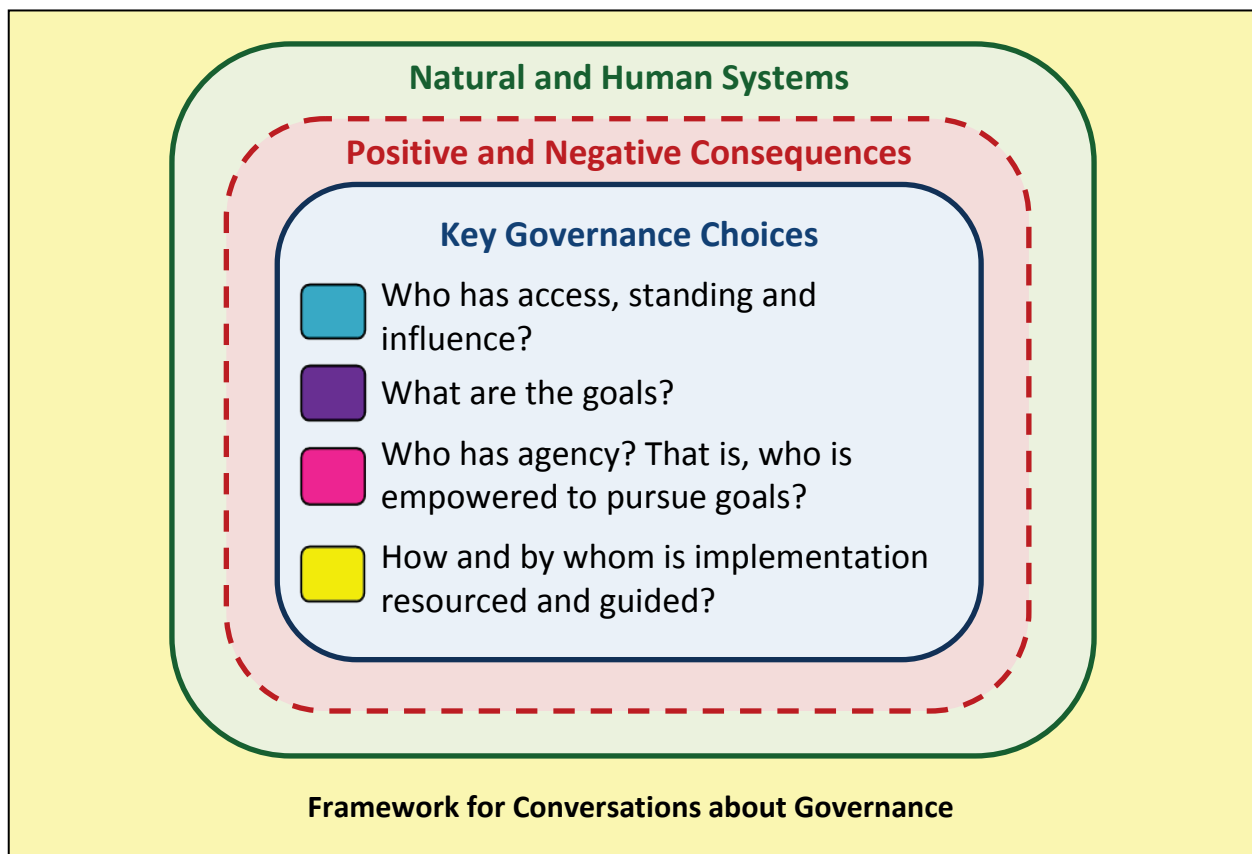 Natural and Human Systems
Positive and Negative Consequences
Key Governance Choices
Who has access, standing and
influence?
What are the goals?
Who has agency? That is, who is
empowered to pursue goals?
How and by whom is implementation
resourced and guided?
Framework for Conversations about Governance